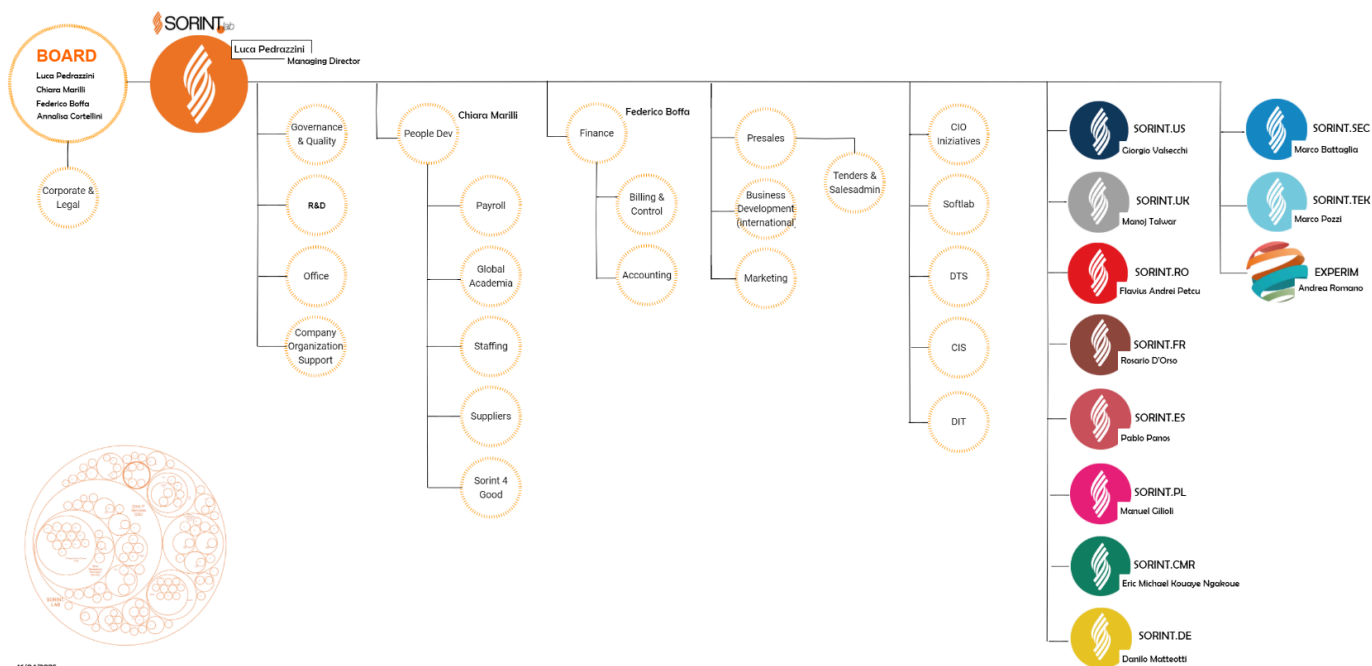 SORINT lab
BOARD
Luca Pedrazzini
Chiara Marilli
Federico Boffa
Annalisa Cortellini
Luca Pedrazzini
Managing Director
Corporate &
Legal
Governance
& Quality
R&D
Office
Company
Organization
Support
People Dev
Chiara Marilli
Payroll
Global
Academia
Staffing
Suppliers
Sorint 4
Good
Finance
Federico Boffa
Billing &
Control
Accounting
Presales
Tenders &
Salesadmin
Business
Development
(international)
Marketing
CIO
Iniziatives
Softlab
DTS
CIS
DIT
SORINT.US
Giorgio Valsecchi
SORINT.UK
Manoj Talwar
SORINT.RO
Flavius Andrei Petcu
SORINT.FR
Rosario D'Orso
SORINT.ES
Pablo Panos
SORINT.PL
Manuel Gilioli
SORINT.CMR
Eric Michael Kouaye Ngakoue
SORINT.DE
Danilo Matteotti
SORINT.SEC
Marco Battaglia
SORINT.TEK
Marco Pozzi
EXPERIM
Andrea Romano
SORINT
LAB